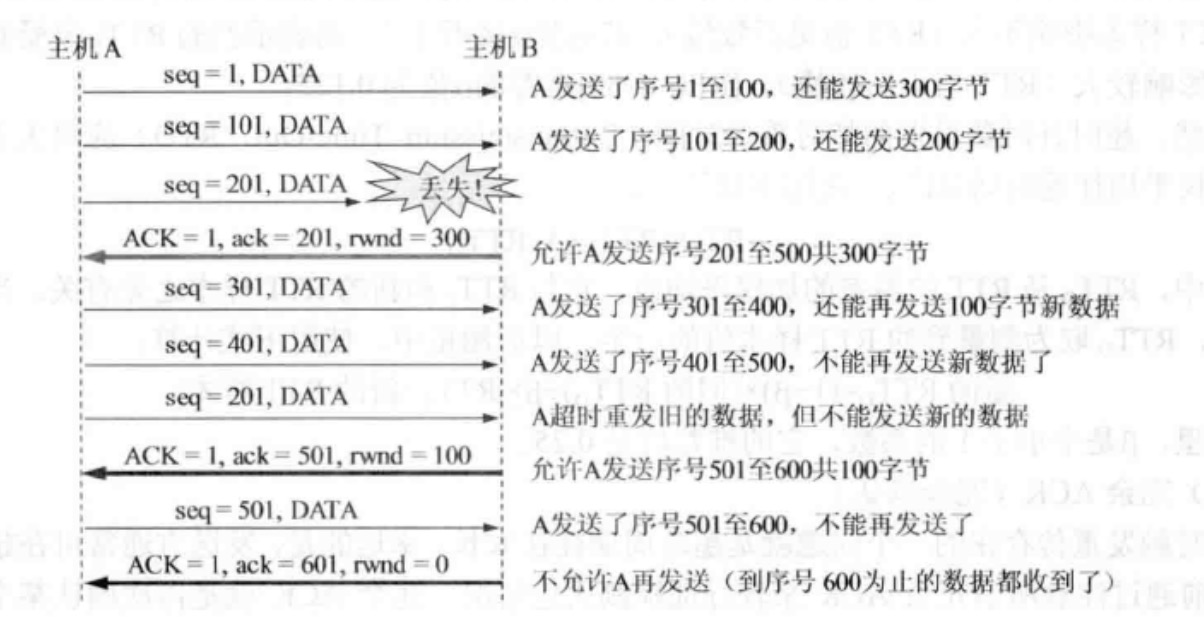 主机A 主机B
seq = 1, DATA A发送了序号1至100，还能发送300字节
seq = 101, DATA A发送了序号101至200，还能发送200字节
seq = 201, DATA 丢失!
ACK = 1, ack = 201, rwnd = 300 允许A发送序号201至500共300字节
seq = 301, DATA A发送了序号301至400，还能再发送100字节新数据
seq = 401, DATA A发送了序号401至500，不能再发送新数据了
seq = 201, DATA A超时重发旧的数据，但不能发送新的数据
ACK = 1, ack = 501, rwnd = 100 允许A发送序号501至600共100字节
seq = 501, DATA A发送了序号501至600，不能再发送了
ACK = 1, ack = 601, rwnd = 0 不允许A再发送（到序号 600为止的数据都收到了）